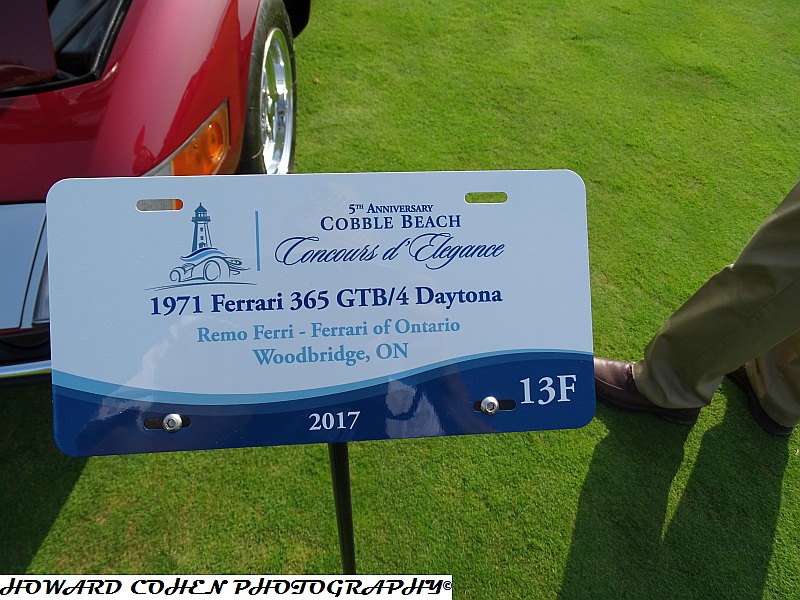 5TH ANNIVERSARY
COBBLE BEACH
Concours d'Elegance
1971 Ferrari 365 GTB/4 Daytona
Remo Ferri - Ferrari of Ontario
Woodbridge, ON
13F
2017
HOWARD COHEN PHOTOGRAPHY©